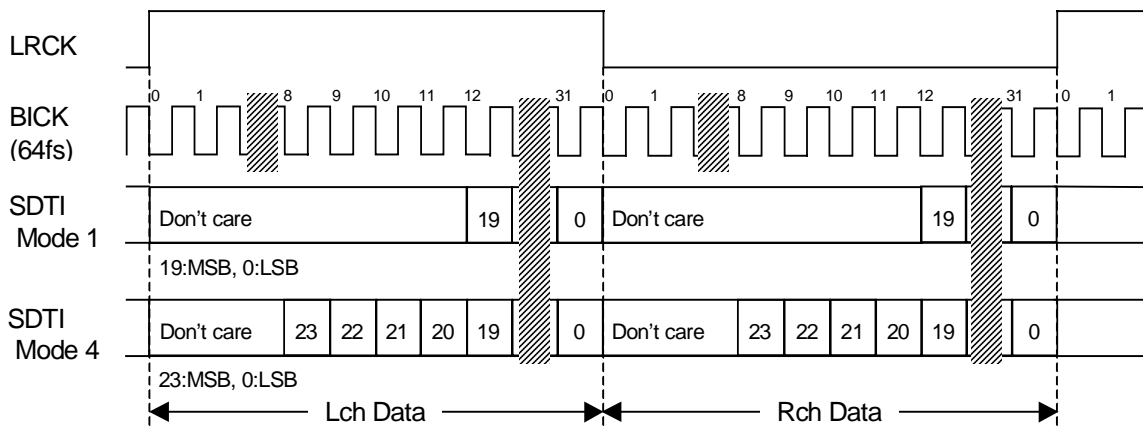 LRCK
0 1 8 9 10 11 12 31 0 1 8 9 10 11 12 31 0 1
BICK
(64fs)
SDTI
Mode 1
Don't care 19 0 Don't care 19 0
19:MSB, 0:LSB
SDTI
Mode 4
Don't care 23 22 21 20 19 0 Don't care 23 22 21 20 19 0
23:MSB, 0:LSB
Lch Data Rch Data